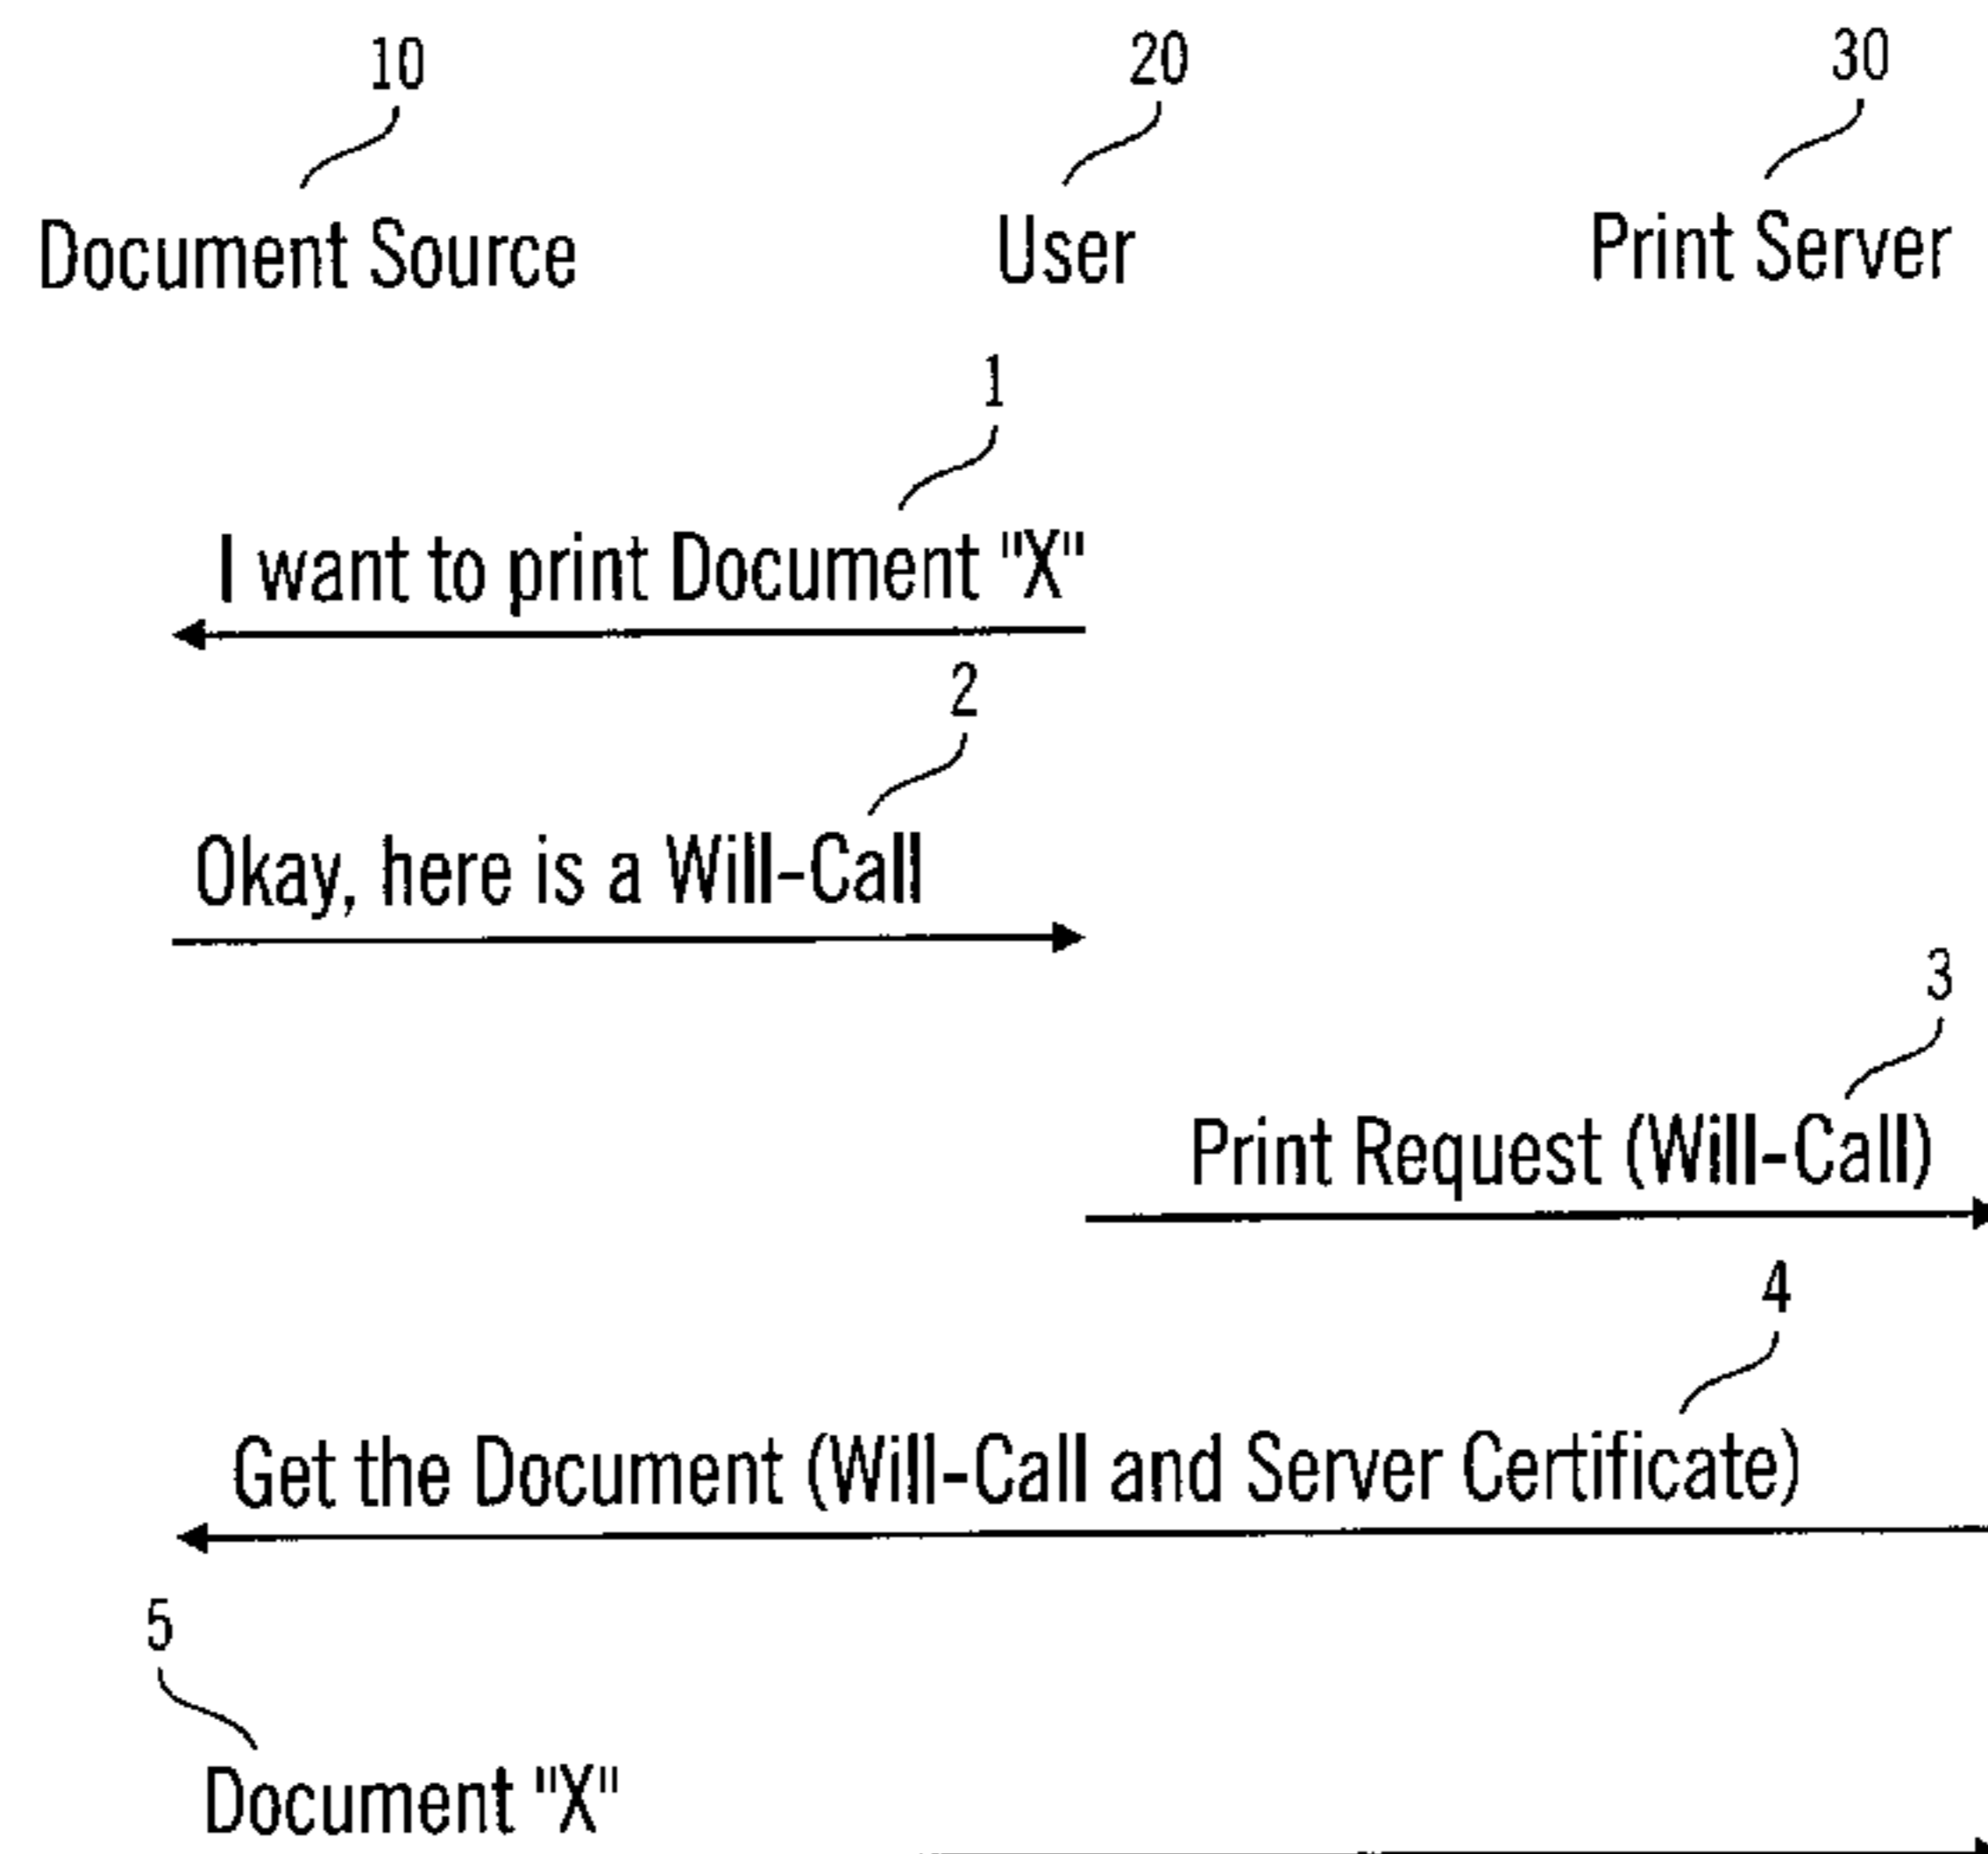 10
20
30
Document Source
User
Print Server
1
I want to print Document "X"
2
Okay, here is a Will-Call
3
Print Request (Will-Call)
4
Get the Document (Will-Call and Server Certificate)
5
Document "X"